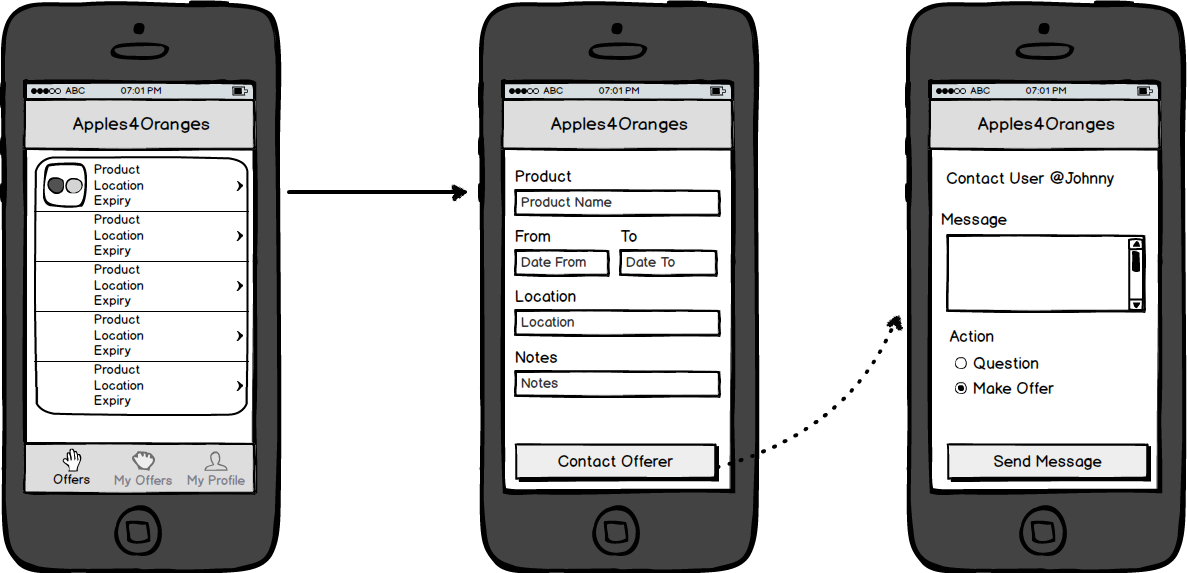 ABC 07:01 PM
Apples4Oranges
Product
Location
Expiry
Product
Location
Expiry
Product
Location
Expiry
Product
Location
Expiry
Product
Location
Expiry
Offers My Offers My Profile
ABC 07:01 PM
Apples4Oranges
Product
Product Name
From To
Date From Date To
Location
Location
Notes
Notes
Contact Offerer
ABC 07:01 PM
Apples4Oranges
Contact User @Johnny
Message
Action
Question
Make Offer
Send Message